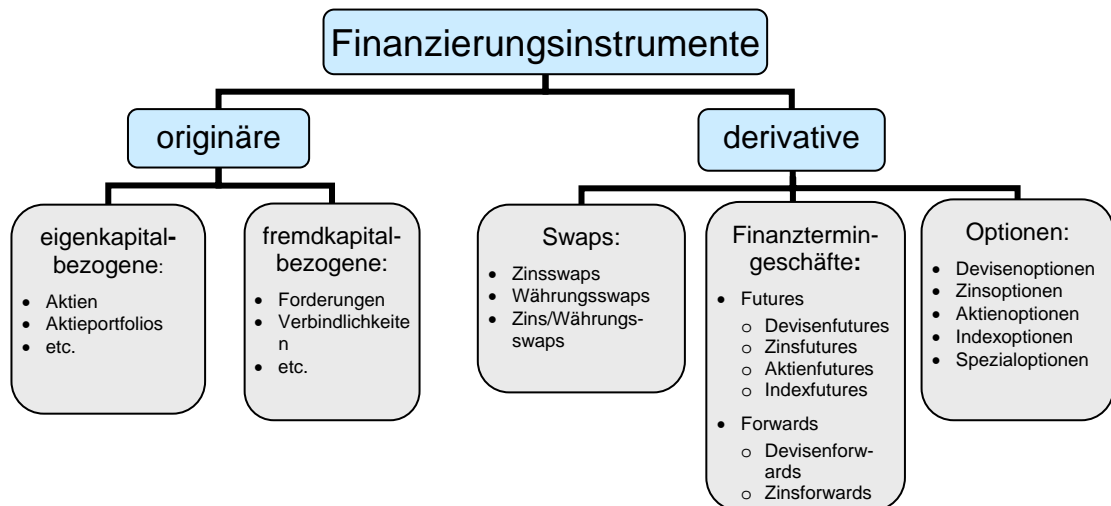 Finanzierungsinstrumente
originäre
derivative
eigenkapital-
bezogene:
• Aktien
• Aktieportfolios
• etc.
fremdkapital-
bezogene:
• Forderungen
• Verbindlichkeite
n
• etc.
Swaps:
• Zinsswaps
• Währungsswaps
• Zins/Währungs-
swaps
Finanztermin-
geschäfte:
• Futures
o Devisenfutures
o Zinsfutures
o Aktienfutures
o Indexfutures
• Forwards
o Devisenforw-
ards
o Zinsforwards
Optionen:
• Devisenoptionen
• Zinsoptionen
• Aktienoptionen
• Indexoptionen
• Spezialoptionen